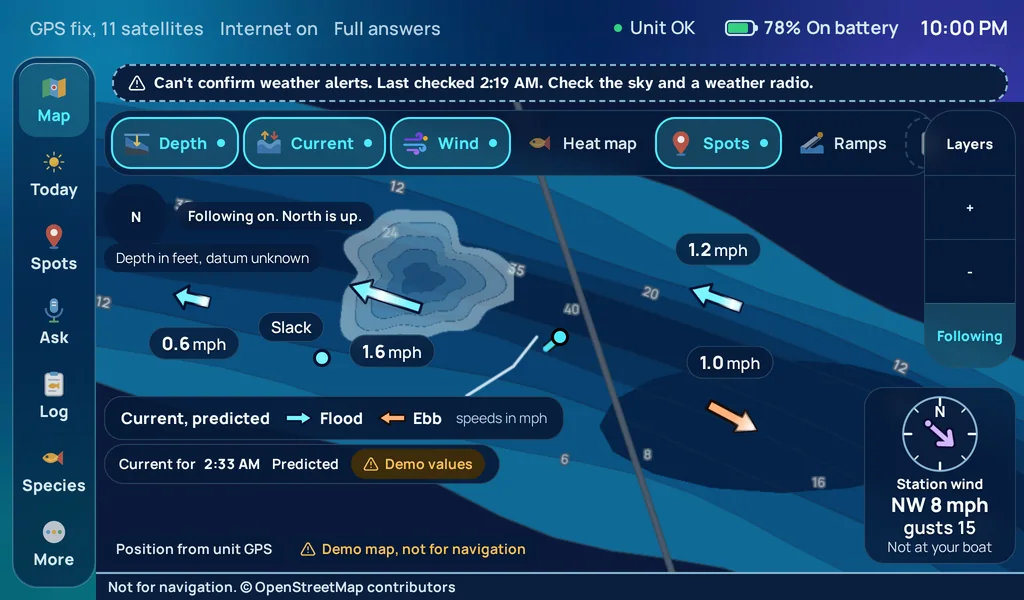 GPS fix, 11 satellites Internet on Full answers
Unit OK 78% On battery 10:00 PM
Can't confirm weather alerts. Last checked 2:19 AM. Check the sky and a weather radio.
Map
Today
Spots
Ask
Log
Species
More
Depth Current Wind Heat map Spots Ramps
Layers
+
-
Following
N
Following on. North is up.
Depth in feet, datum unknown
12
24
35
40
20
12
12
6
8
16
1.2 mph
0.6 mph
Slack
1.6 mph
1.0 mph
Current, predicted Flood Ebb speeds in mph
Current for 2:33 AM Predicted Demo values
N
Station wind
NW 8 mph
gusts 15
Not at your boat
Position from unit GPS Demo map, not for navigation
Not for navigation. © OpenStreetMap contributors